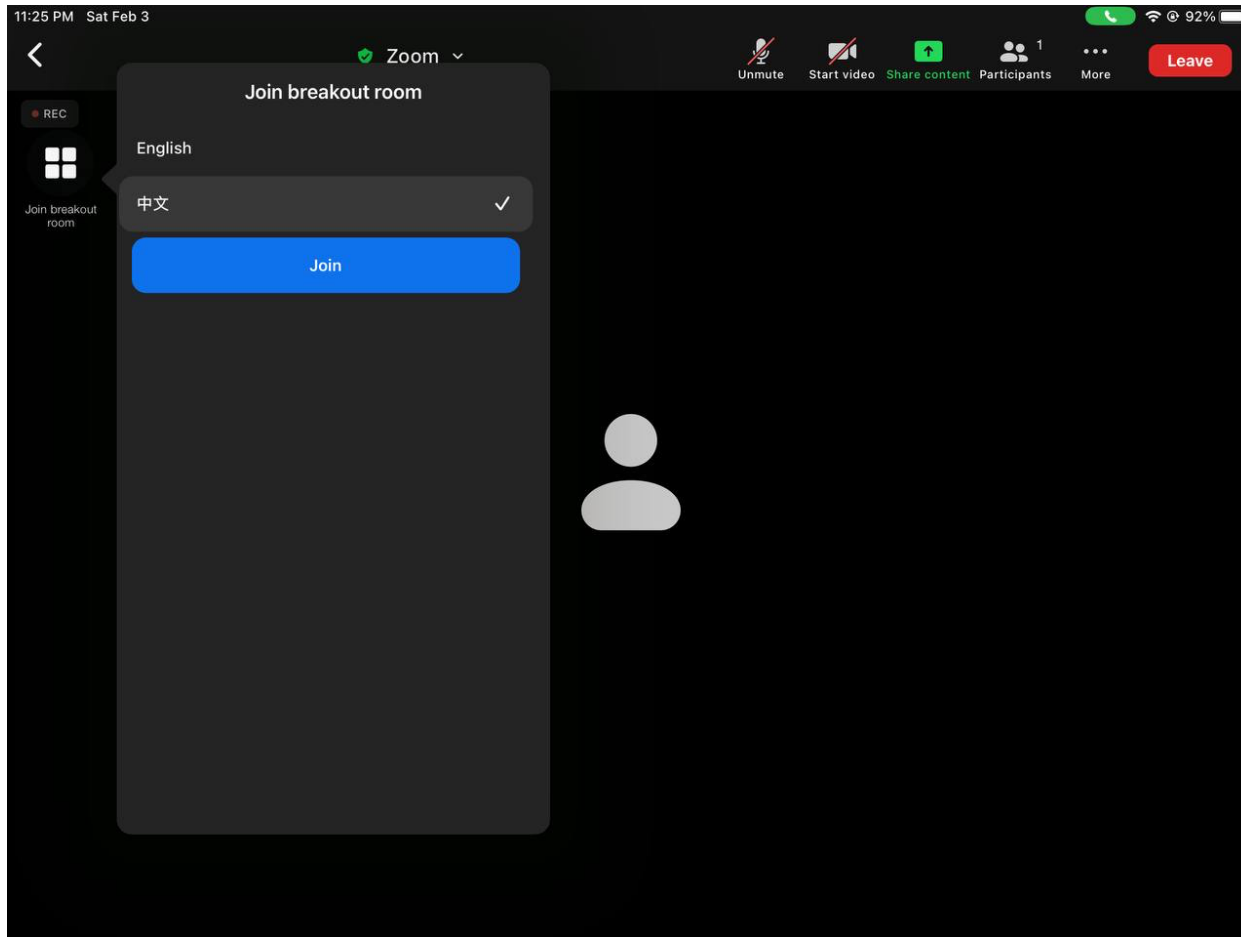 11:25 PM Sat Feb 3
92%
Zoom
Unmute
Start video
Share content
Participants
1
More
Leave
REC
Join breakout room
Join breakout
room
English
中文
Join